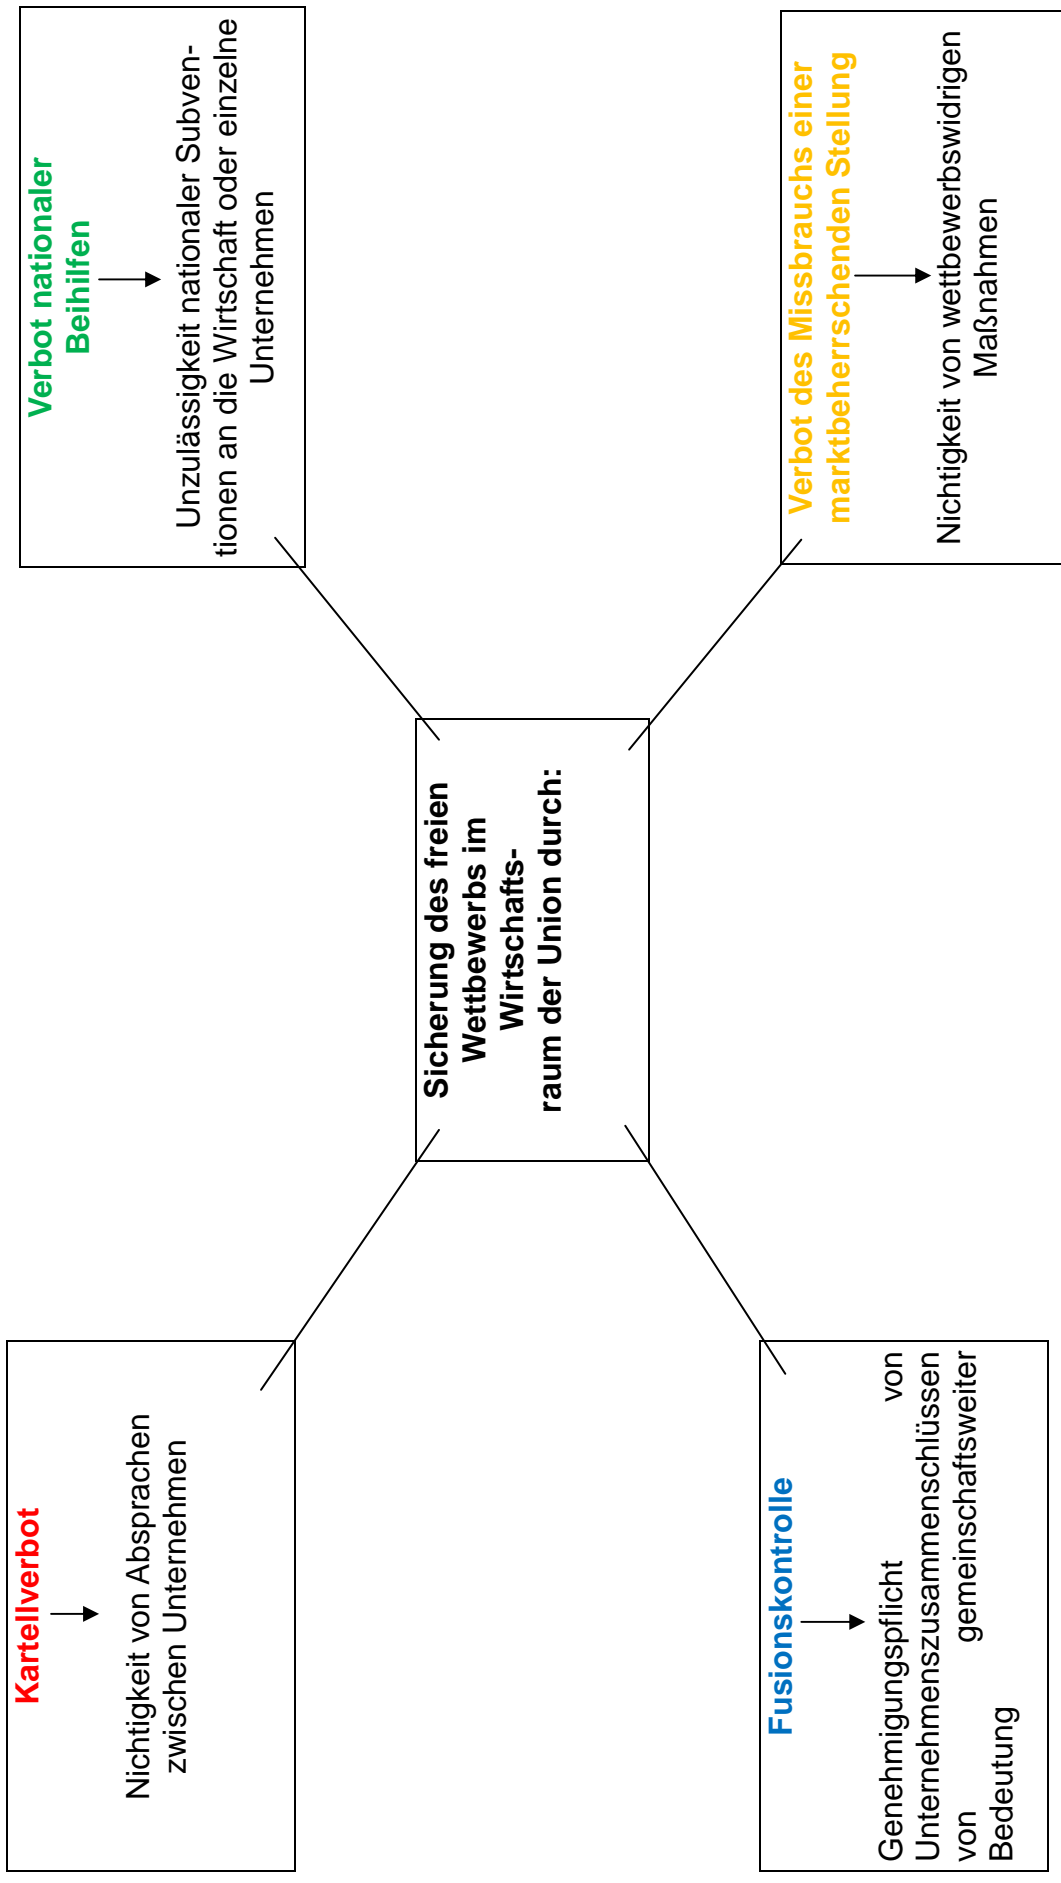 Kartellverbot
Nichtigkeit von Absprachen
zwischen Unternehmen
Verbot nationaler
Beihilfen
Unzulässigkeit nationaler Subven-
tionen an die Wirtschaft oder einzelne
Unternehmen
Sicherung des freien
Wettbewerbs im
Wirtschafts-
raum der Union durch:
Fusionskontrolle
Genehmigungspflicht von
Unternehmenszusammenschlüssen
von gemeinschaftsweiter
Bedeutung
Verbot des Missbrauchs einer
marktbeherrschenden Stellung
Nichtigkeit von wettbewerbswidrigen
Maßnahmen